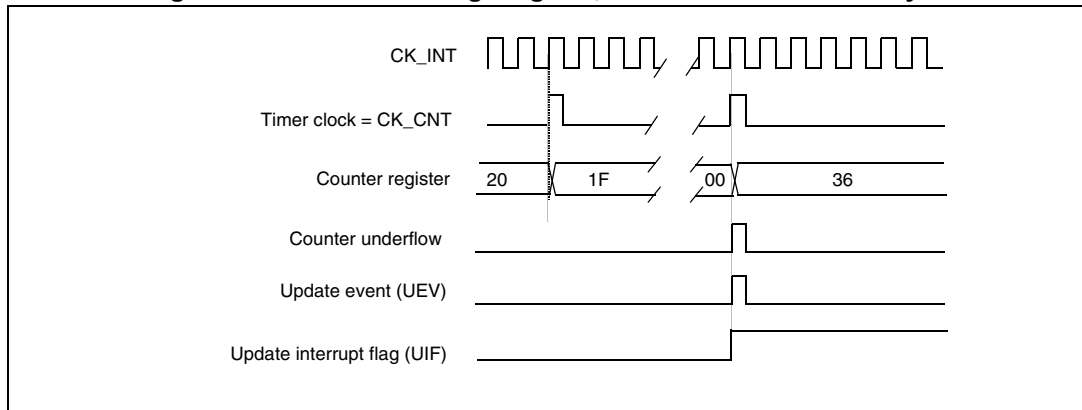 CK_INT
Timer clock = CK_CNT
Counter register 20 1F 00 36
Counter underflow
Update event (UEV)
Update interrupt flag (UIF)